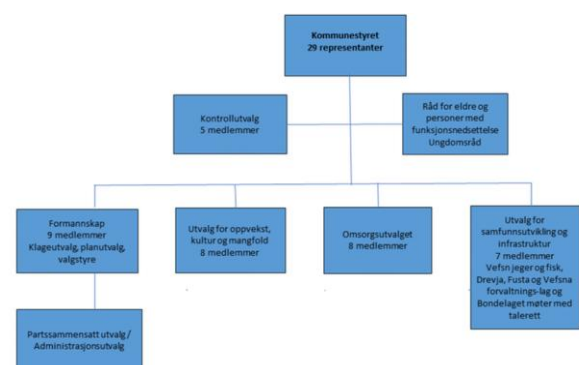 Kommunestyret
29 representanter
Kontrollutvalg
5 medlemmer
Råd for eldre og
personer med
funksjonsnedsettelse
Ungdomsråd
Formannskap
9 medlemmer
Klageutvalg, planutvalg,
valgstyre
Utvalg for oppvekst,
kultur og mangfold
8 medlemmer
Omsorgsutvalget
8 medlemmer
Utvalg for
samfunnsutvikling og
infrastruktur
7 medlemmer
Vefsn jeger og fisk,
Drevja, Fusta og Vefsna
forvaltnings-lag og
Bondelaget møter med
talerett
Partssammensatt utvalg /
Administrasjonsutvalg